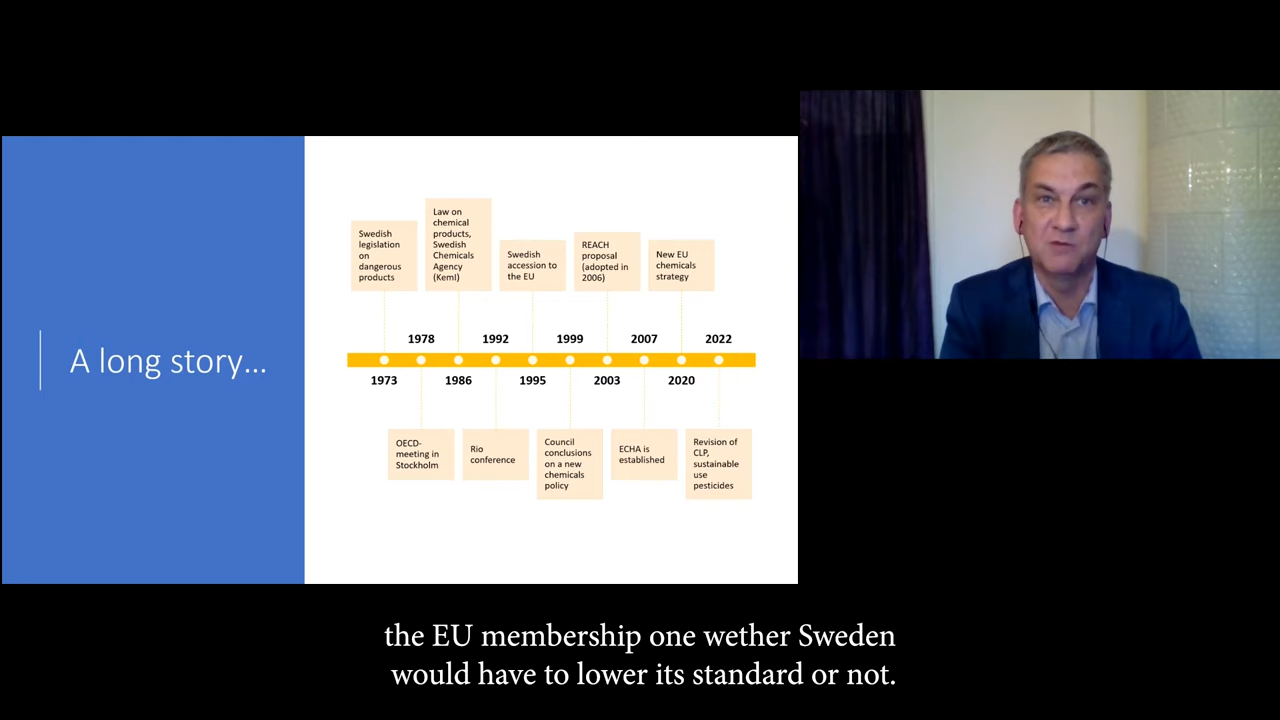 A long story...
Swedish
legislation
on
dangerous
products
Law on
chemical
products,
Swedish
Chemicals
Agency
(KemI)
Swedish
accession to
the EU
REACH
proposal
(adopted in
2006)
New EU
chemicals
strategy
1978
1992
1999
2007
2022
1973
1986
1995
2003
2020
OECD-
meeting in
Stockholm
Rio
conference
Council
conclusions
on a new
chemicals
policy
ECHA is
established
Revision of
CLP,
sustainable
use
pesticides
the EU membership one wether Sweden
would have to lower its standard or not.